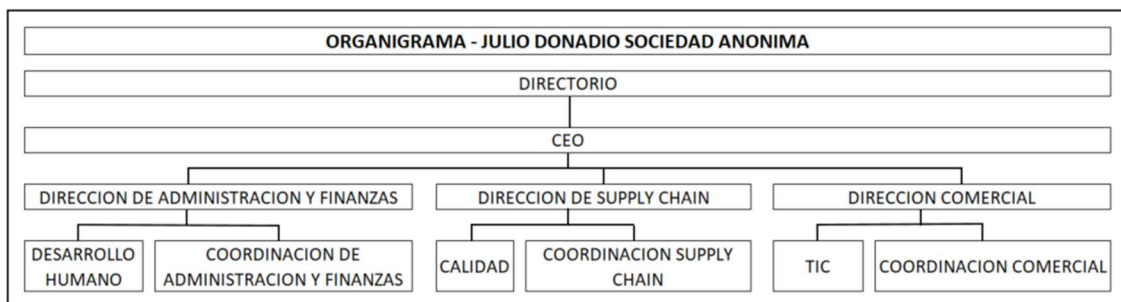 ORGANIGRAMA - JULIO DONADIO SOCIEDAD ANONIMA
DIRECTORIO
CEO
DIRECCION DE ADMINISTRACION Y FINANZAS
DIRECCION DE SUPPLY CHAIN
DIRECCION COMERCIAL
DESARROLLO
HUMANO
COORDINACION DE
ADMINISTRACION Y FINANZAS
CALIDAD
COORDINACION SUPPLY
CHAIN
TIC
COORDINACION COMERCIAL